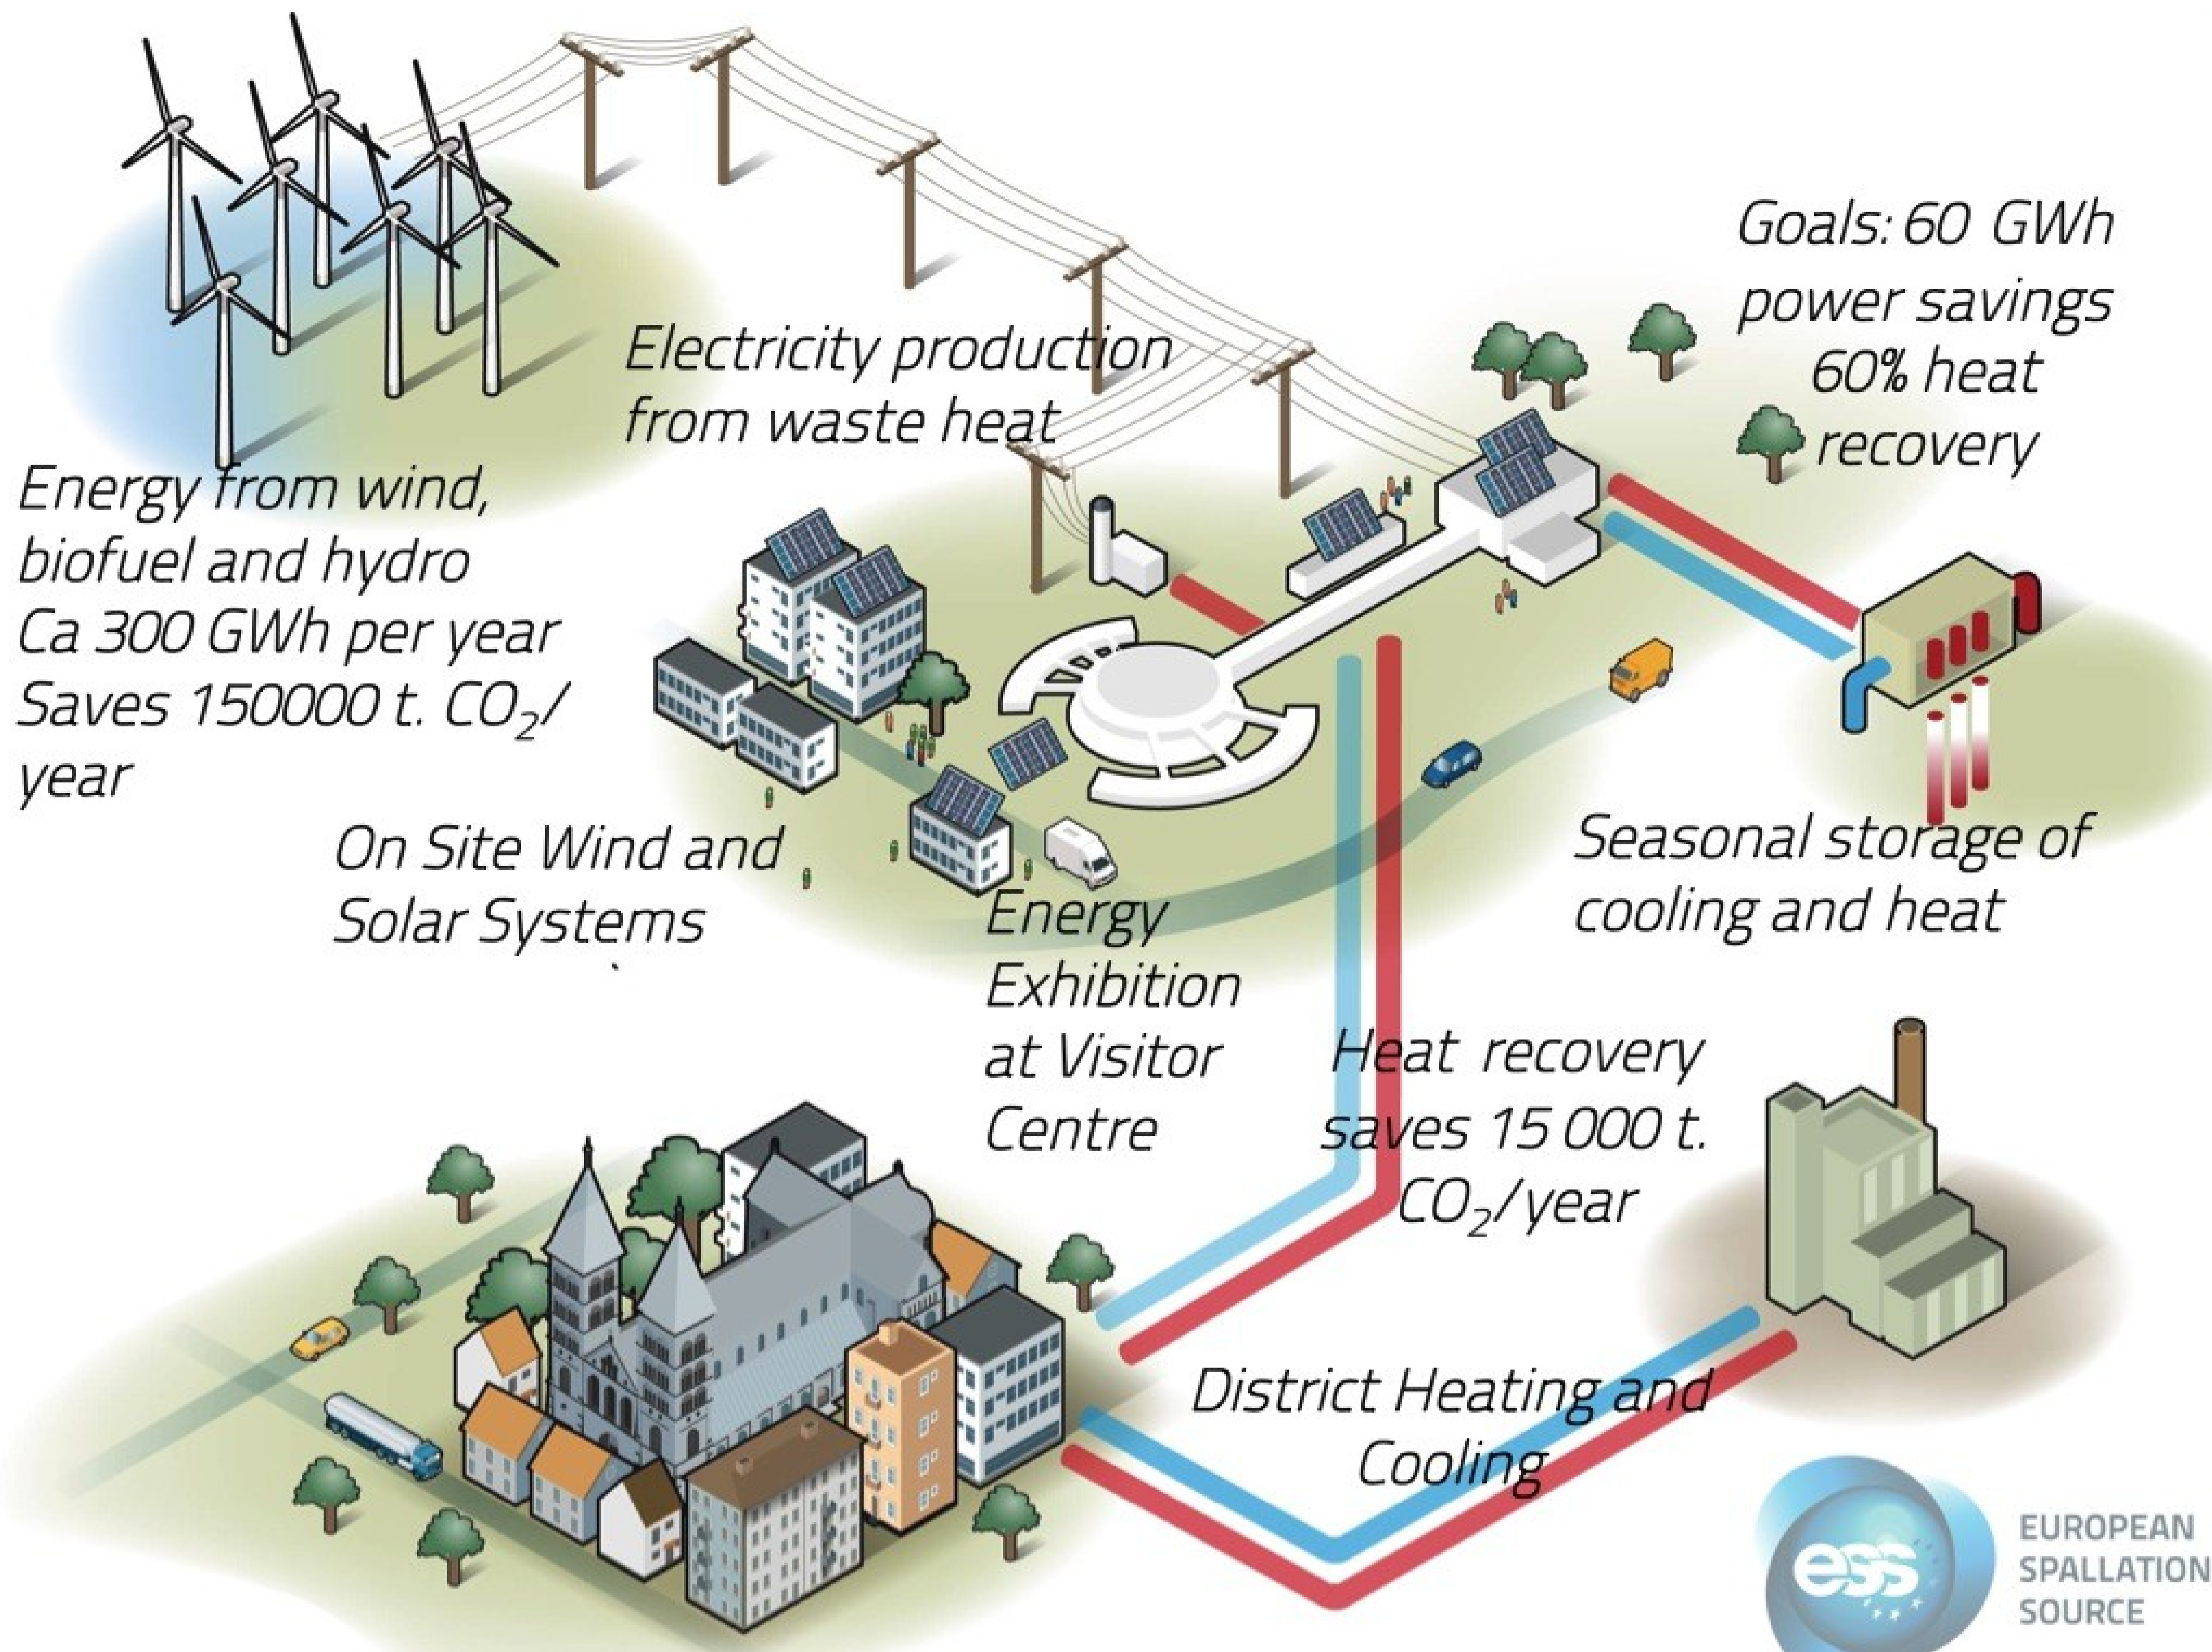 Goals: 60 GWh
power savings
60% heat
recovery
Electricity production
from waste heat
Energy from wind,
biofuel and hydro
Ca 300 GWh per year
Saves 150000 t. CO₂/
year
On Site Wind and
Solar Systems
Energy
Exhibition
at Visitor
Centre
Seasonal storage of
cooling and heat
Heat recovery
saves 15 000 t.
CO₂/year
District Heating and
Cooling
ess
EUROPEAN
SPALLATION
SOURCE